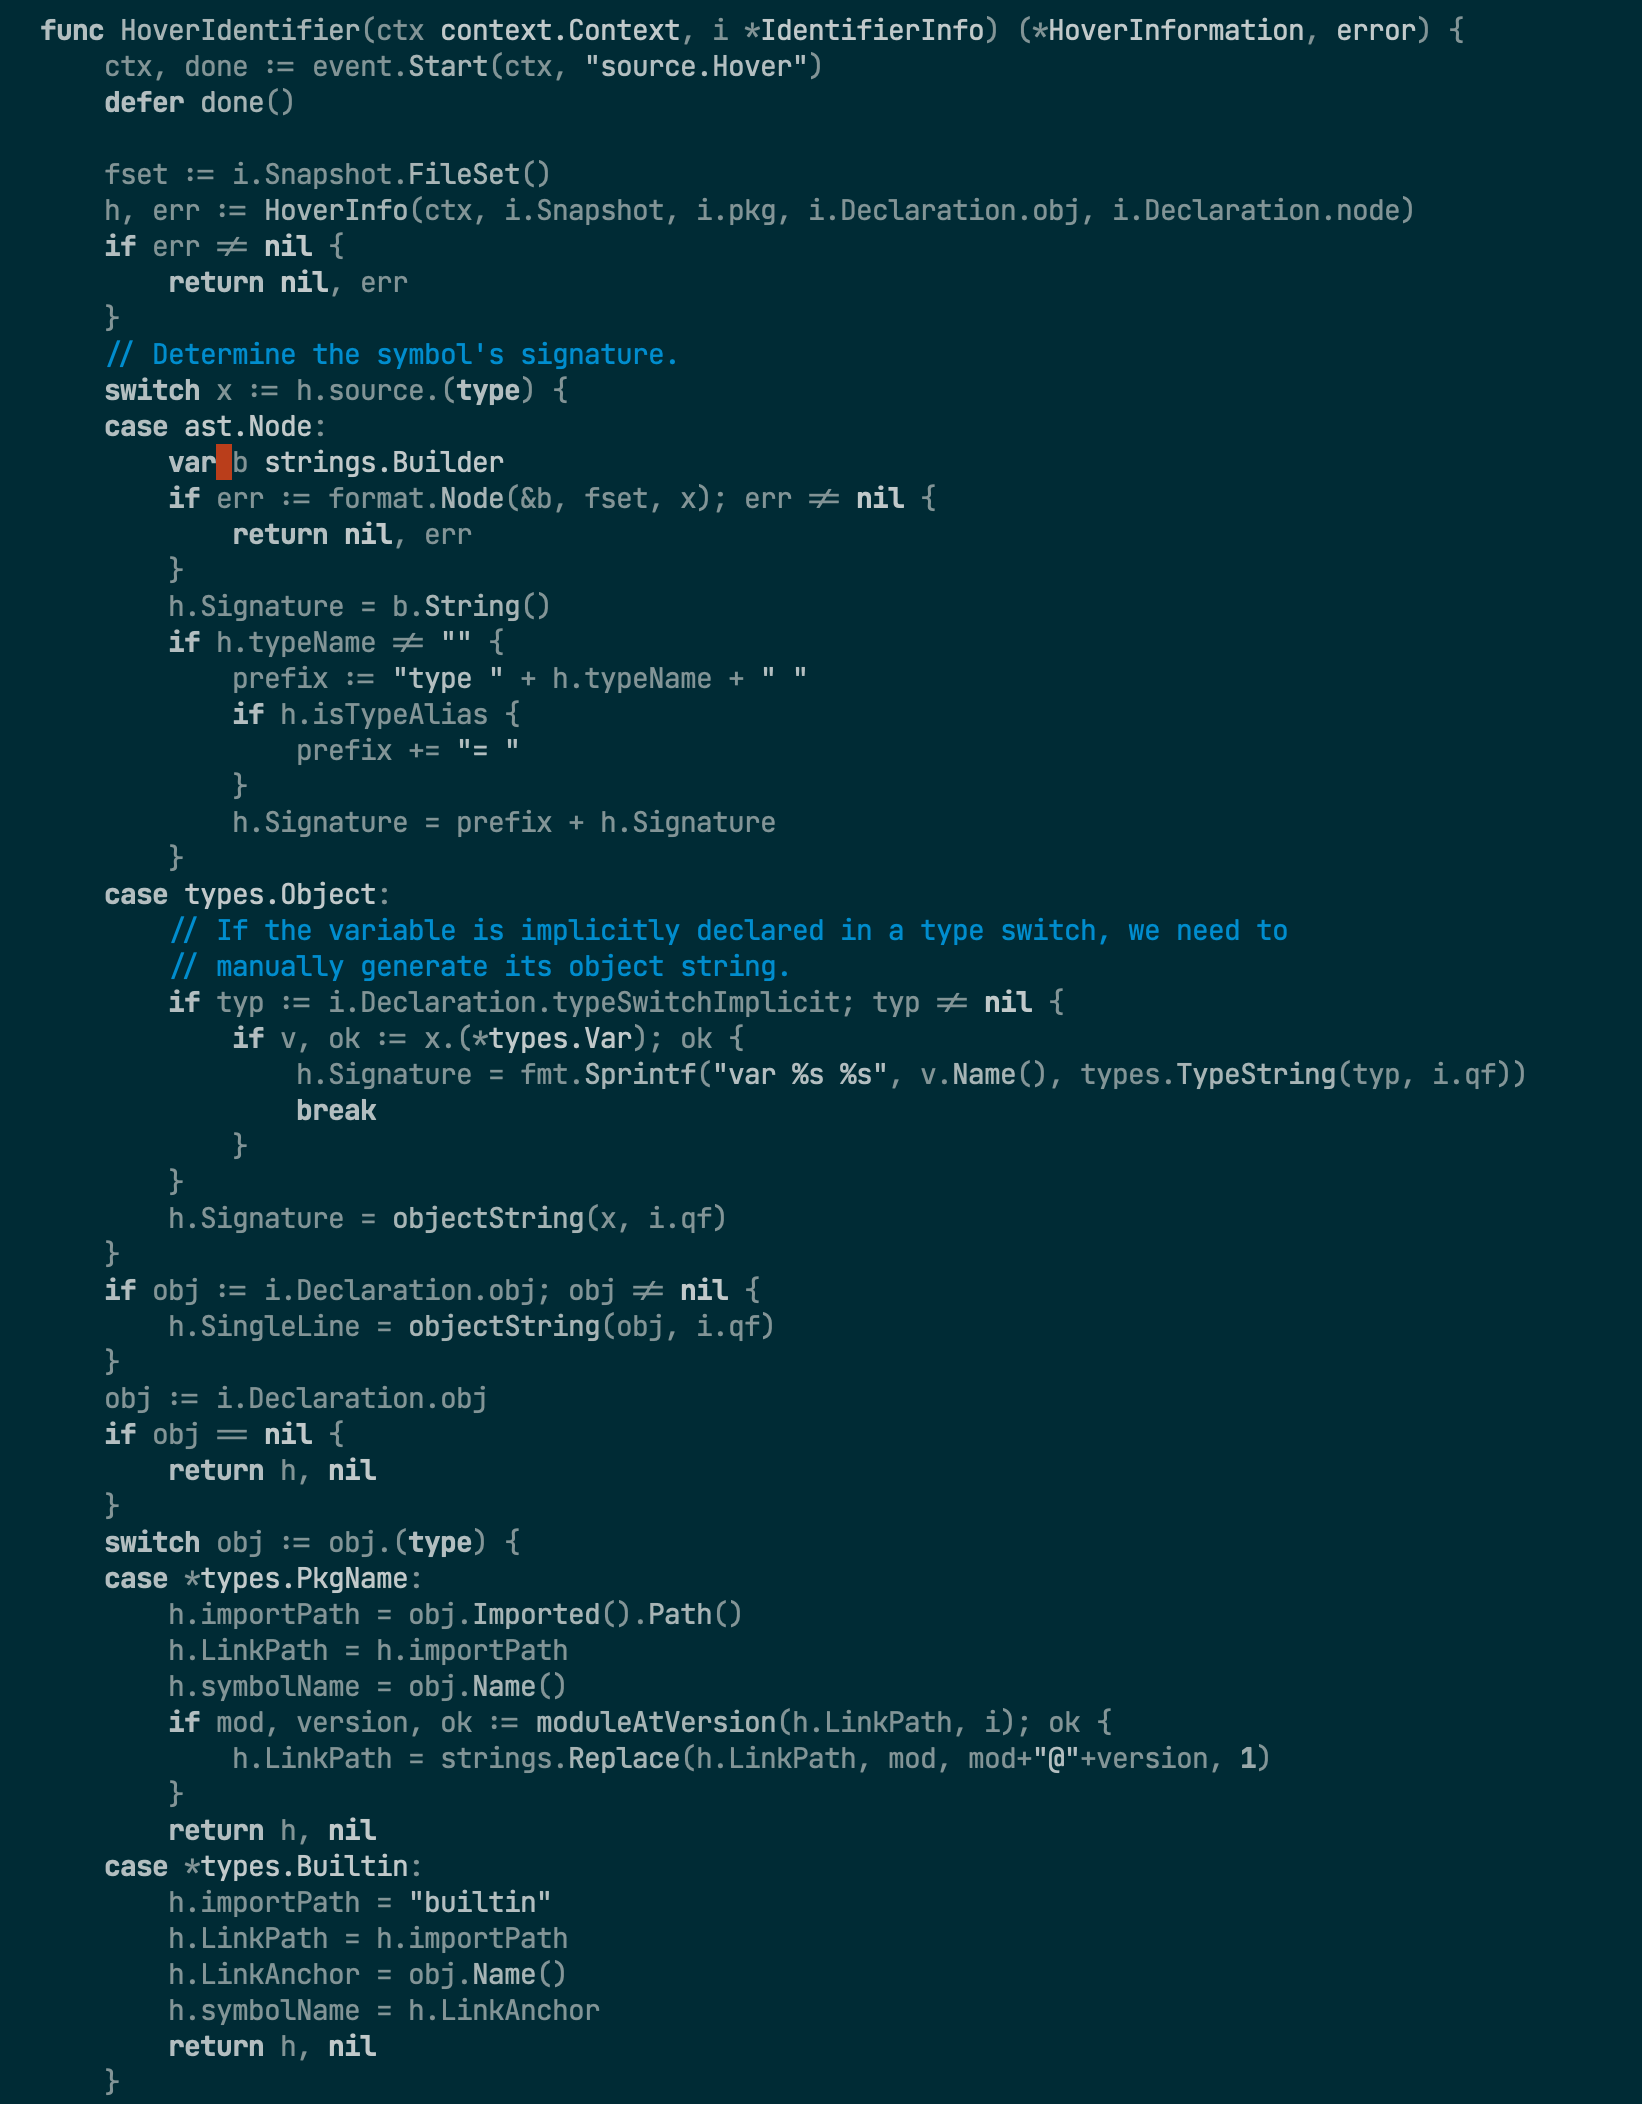 func HoverIdentifier(ctx context.Context, i *IdentifierInfo) (*HoverInformation, error) {
    ctx, done := event.Start(ctx, "source.Hover")
    defer done()

    fset := i.Snapshot.FileSet()
    h, err := HoverInfo(ctx, i.Snapshot, i.pkg, i.Declaration.obj, i.Declaration.node)
    if err != nil {
        return nil, err
    }
    // Determine the symbol's signature.
    switch x := h.source.(type) {
    case ast.Node:
        var b strings.Builder
        if err := format.Node(&b, fset, x); err != nil {
            return nil, err
        }
        h.Signature = b.String()
        if h.typeName != "" {
            prefix := "type " + h.typeName + " "
            if h.isTypeAlias {
                prefix += "= "
            }
            h.Signature = prefix + h.Signature
        }
    case types.Object:
        // If the variable is implicitly declared in a type switch, we need to
        // manually generate its object string.
        if typ := i.Declaration.typeSwitchImplicit; typ != nil {
            if v, ok := x.(*types.Var); ok {
                h.Signature = fmt.Sprintf("var %s %s", v.Name(), types.TypeString(typ, i.qf))
                break
            }
        }
        h.Signature = objectString(x, i.qf)
    }
    if obj := i.Declaration.obj; obj != nil {
        h.SingleLine = objectString(obj, i.qf)
    }
    obj := i.Declaration.obj
    if obj == nil {
        return h, nil
    }
    switch obj := obj.(type) {
    case *types.PkgName:
        h.importPath = obj.Imported().Path()
        h.LinkPath = h.importPath
        h.symbolName = obj.Name()
        if mod, version, ok := moduleAtVersion(h.LinkPath, i); ok {
            h.LinkPath = strings.Replace(h.LinkPath, mod, mod+"@"+version, 1)
        }
        return h, nil
    case *types.Builtin:
        h.importPath = "builtin"
        h.LinkPath = h.importPath
        h.LinkAnchor = obj.Name()
        h.symbolName = h.LinkAnchor
        return h, nil
    }